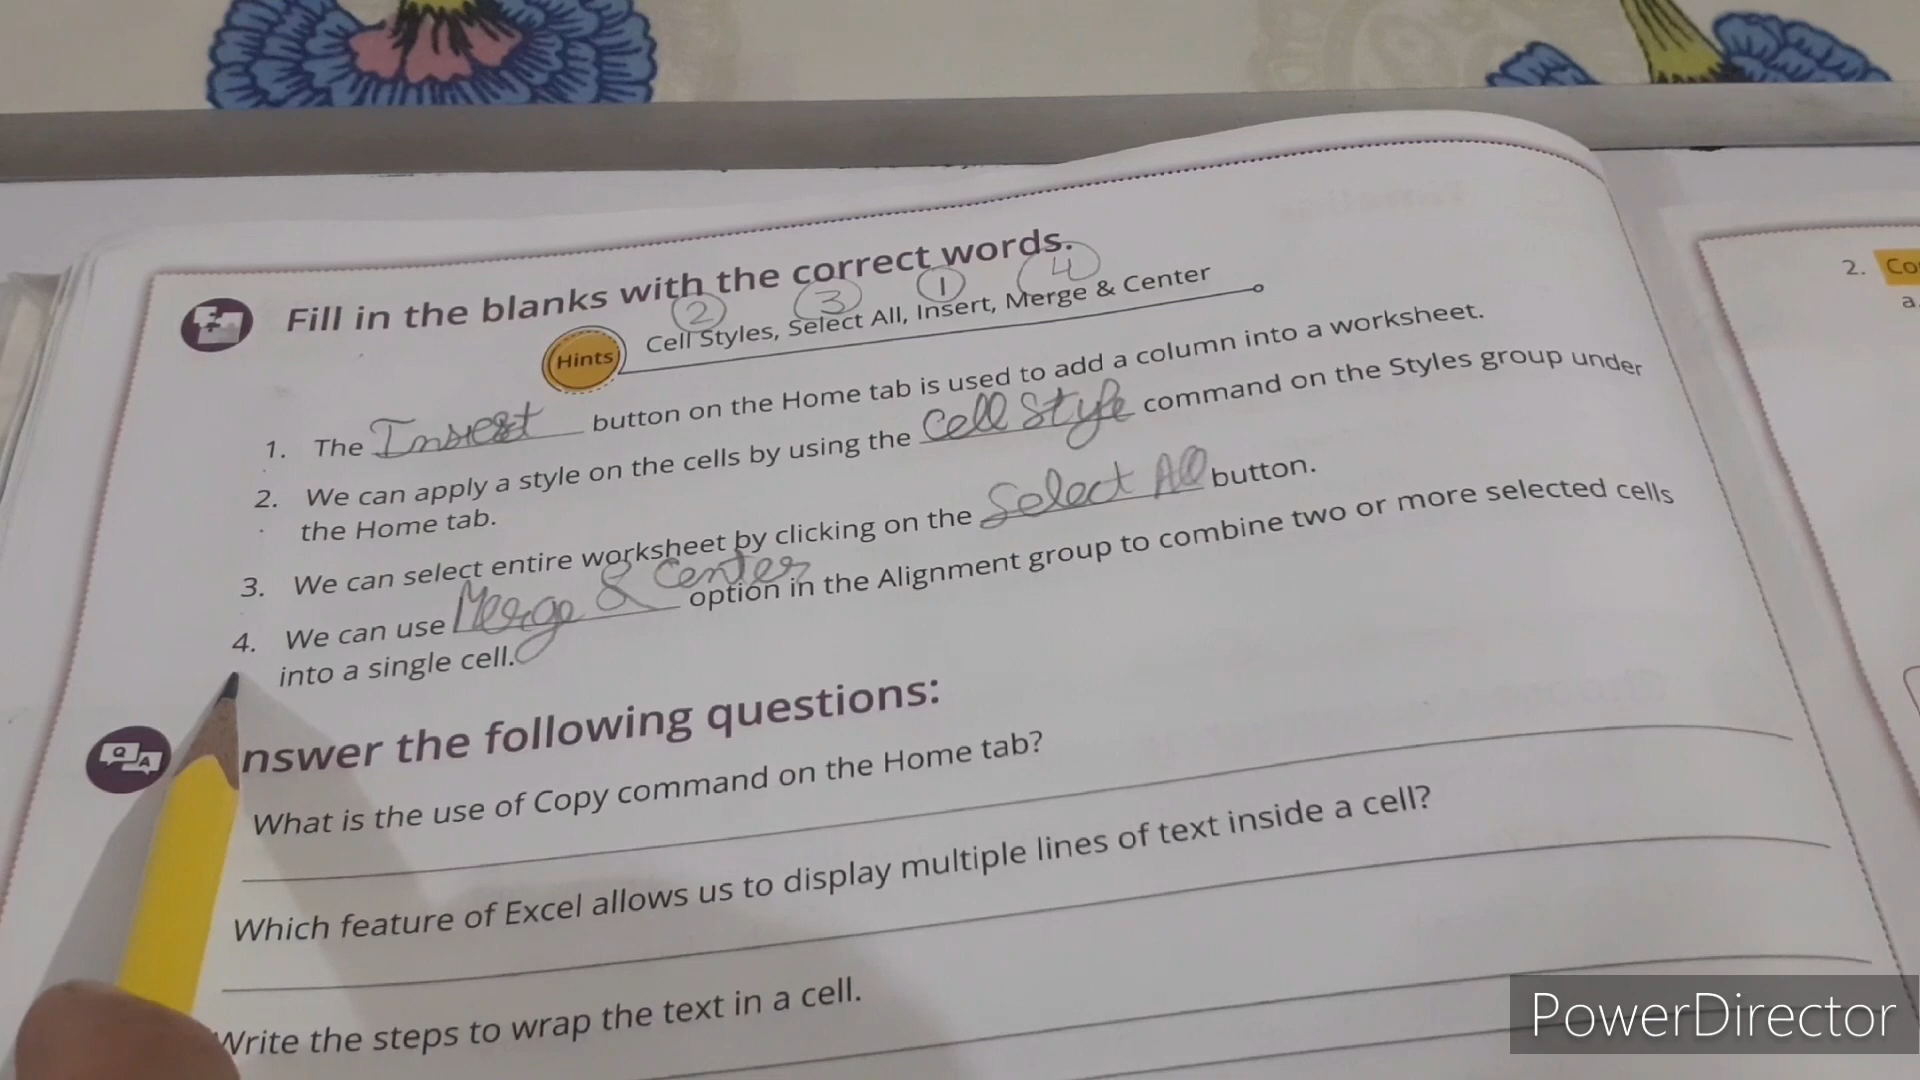 Fill in the blanks with the correct words.
2 3 1 4
Hints Cell Styles, Select All, Insert, Merge & Center
1. The Insert button on the Home tab is used to add a column into a worksheet.
2. We can apply a style on the cells by using the Cell Style command on the Styles group under
the Home tab.
3. We can select entire worksheet by clicking on the Select All button.
4. We can use Merge & Center option in the Alignment group to combine two or more selected cells
into a single cell.
Q A nswer the following questions:
What is the use of Copy command on the Home tab?
Which feature of Excel allows us to display multiple lines of text inside a cell?
Write the steps to wrap the text in a cell.
2. Co
a.
PowerDirector